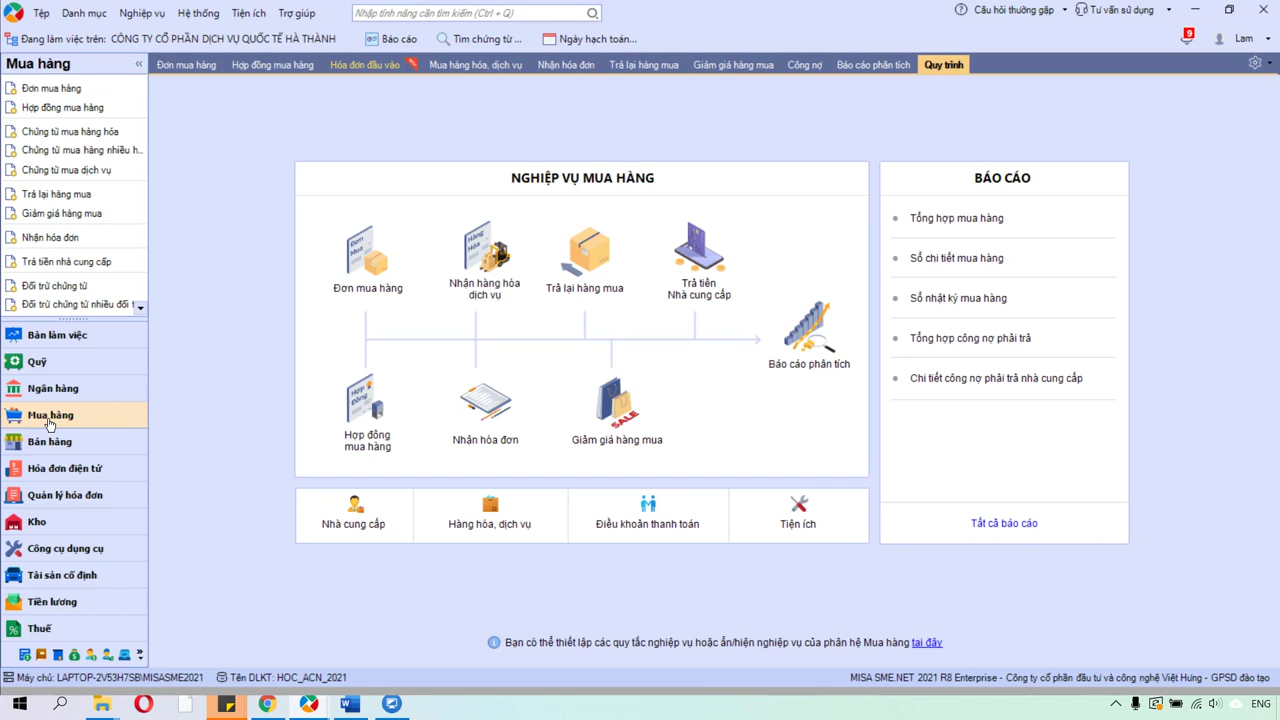 Tệp Danh mục Nghiệp vụ Hệ thống Tiện ích Trợ giúp Nhập tính năng cần tìm kiếm (Ctrl + Q) Câu hỏi thường gặp Tư vấn sử dụng
Đang làm việc trên: CÔNG TY CỔ PHẦN DỊCH VỤ QUỐC TẾ HÀ THÀNH Báo cáo Tìm chứng từ ... Ngày hạch toán... 9 Lam
Mua hàng « Đơn mua hàng Hợp đồng mua hàng Hóa đơn đầu vào Mua hàng hóa, dịch vụ Nhận hóa đơn Trả lại hàng mua Giảm giá hàng mua Công nợ Báo cáo phân tích Quy trình
Đơn mua hàng
Hợp đồng mua hàng
Chứng từ mua hàng hóa
Chứng từ mua hàng nhiều h...
Chứng từ mua dịch vụ
Trả lại hàng mua
Giảm giá hàng mua
Nhận hóa đơn
Trả tiền nhà cung cấp
Đối trừ chứng từ
Đối trừ chứng từ nhiều đối t
Bàn làm việc
Quỹ
Ngân hàng
Mua hàng
Bán hàng
Hóa đơn điện tử
Quản lý hóa đơn
Kho
Công cụ dụng cụ
Tài sản cố định
Tiền lương
Thuế
NGHIỆP VỤ MUA HÀNG
Đơn Mua
Đơn mua hàng
Hàng Hóa
Nhận hàng hóa
dịch vụ
Trả lại hàng mua
Trả tiền
Nhà cung cấp
Báo cáo phân tích
Hợp Đồng
Hợp đồng
mua hàng
Nhận hóa đơn
SALE
Giảm giá hàng mua
Nhà cung cấp Hàng hóa, dịch vụ Điều khoản thanh toán Tiện ích
BÁO CÁO
Tổng hợp mua hàng
Sổ chi tiết mua hàng
Sổ nhật ký mua hàng
Tổng hợp công nợ phải trả
Chi tiết công nợ phải trả nhà cung cấp
Tất cả báo cáo
Bạn có thể thiết lập các quy tắc nghiệp vụ hoặc ẩn/hiện nghiệp vụ của phân hệ Mua hàng tại đây
Máy chủ: LAPTOP-2V53H7SB\MISASME2021 Tên DLKT: HOC_ACN_2021 MISA SME.NET 2021 R8 Enterprise - Công ty cổ phần đầu tư và công nghệ Việt Hưng - GPSD đào tạo
ENG